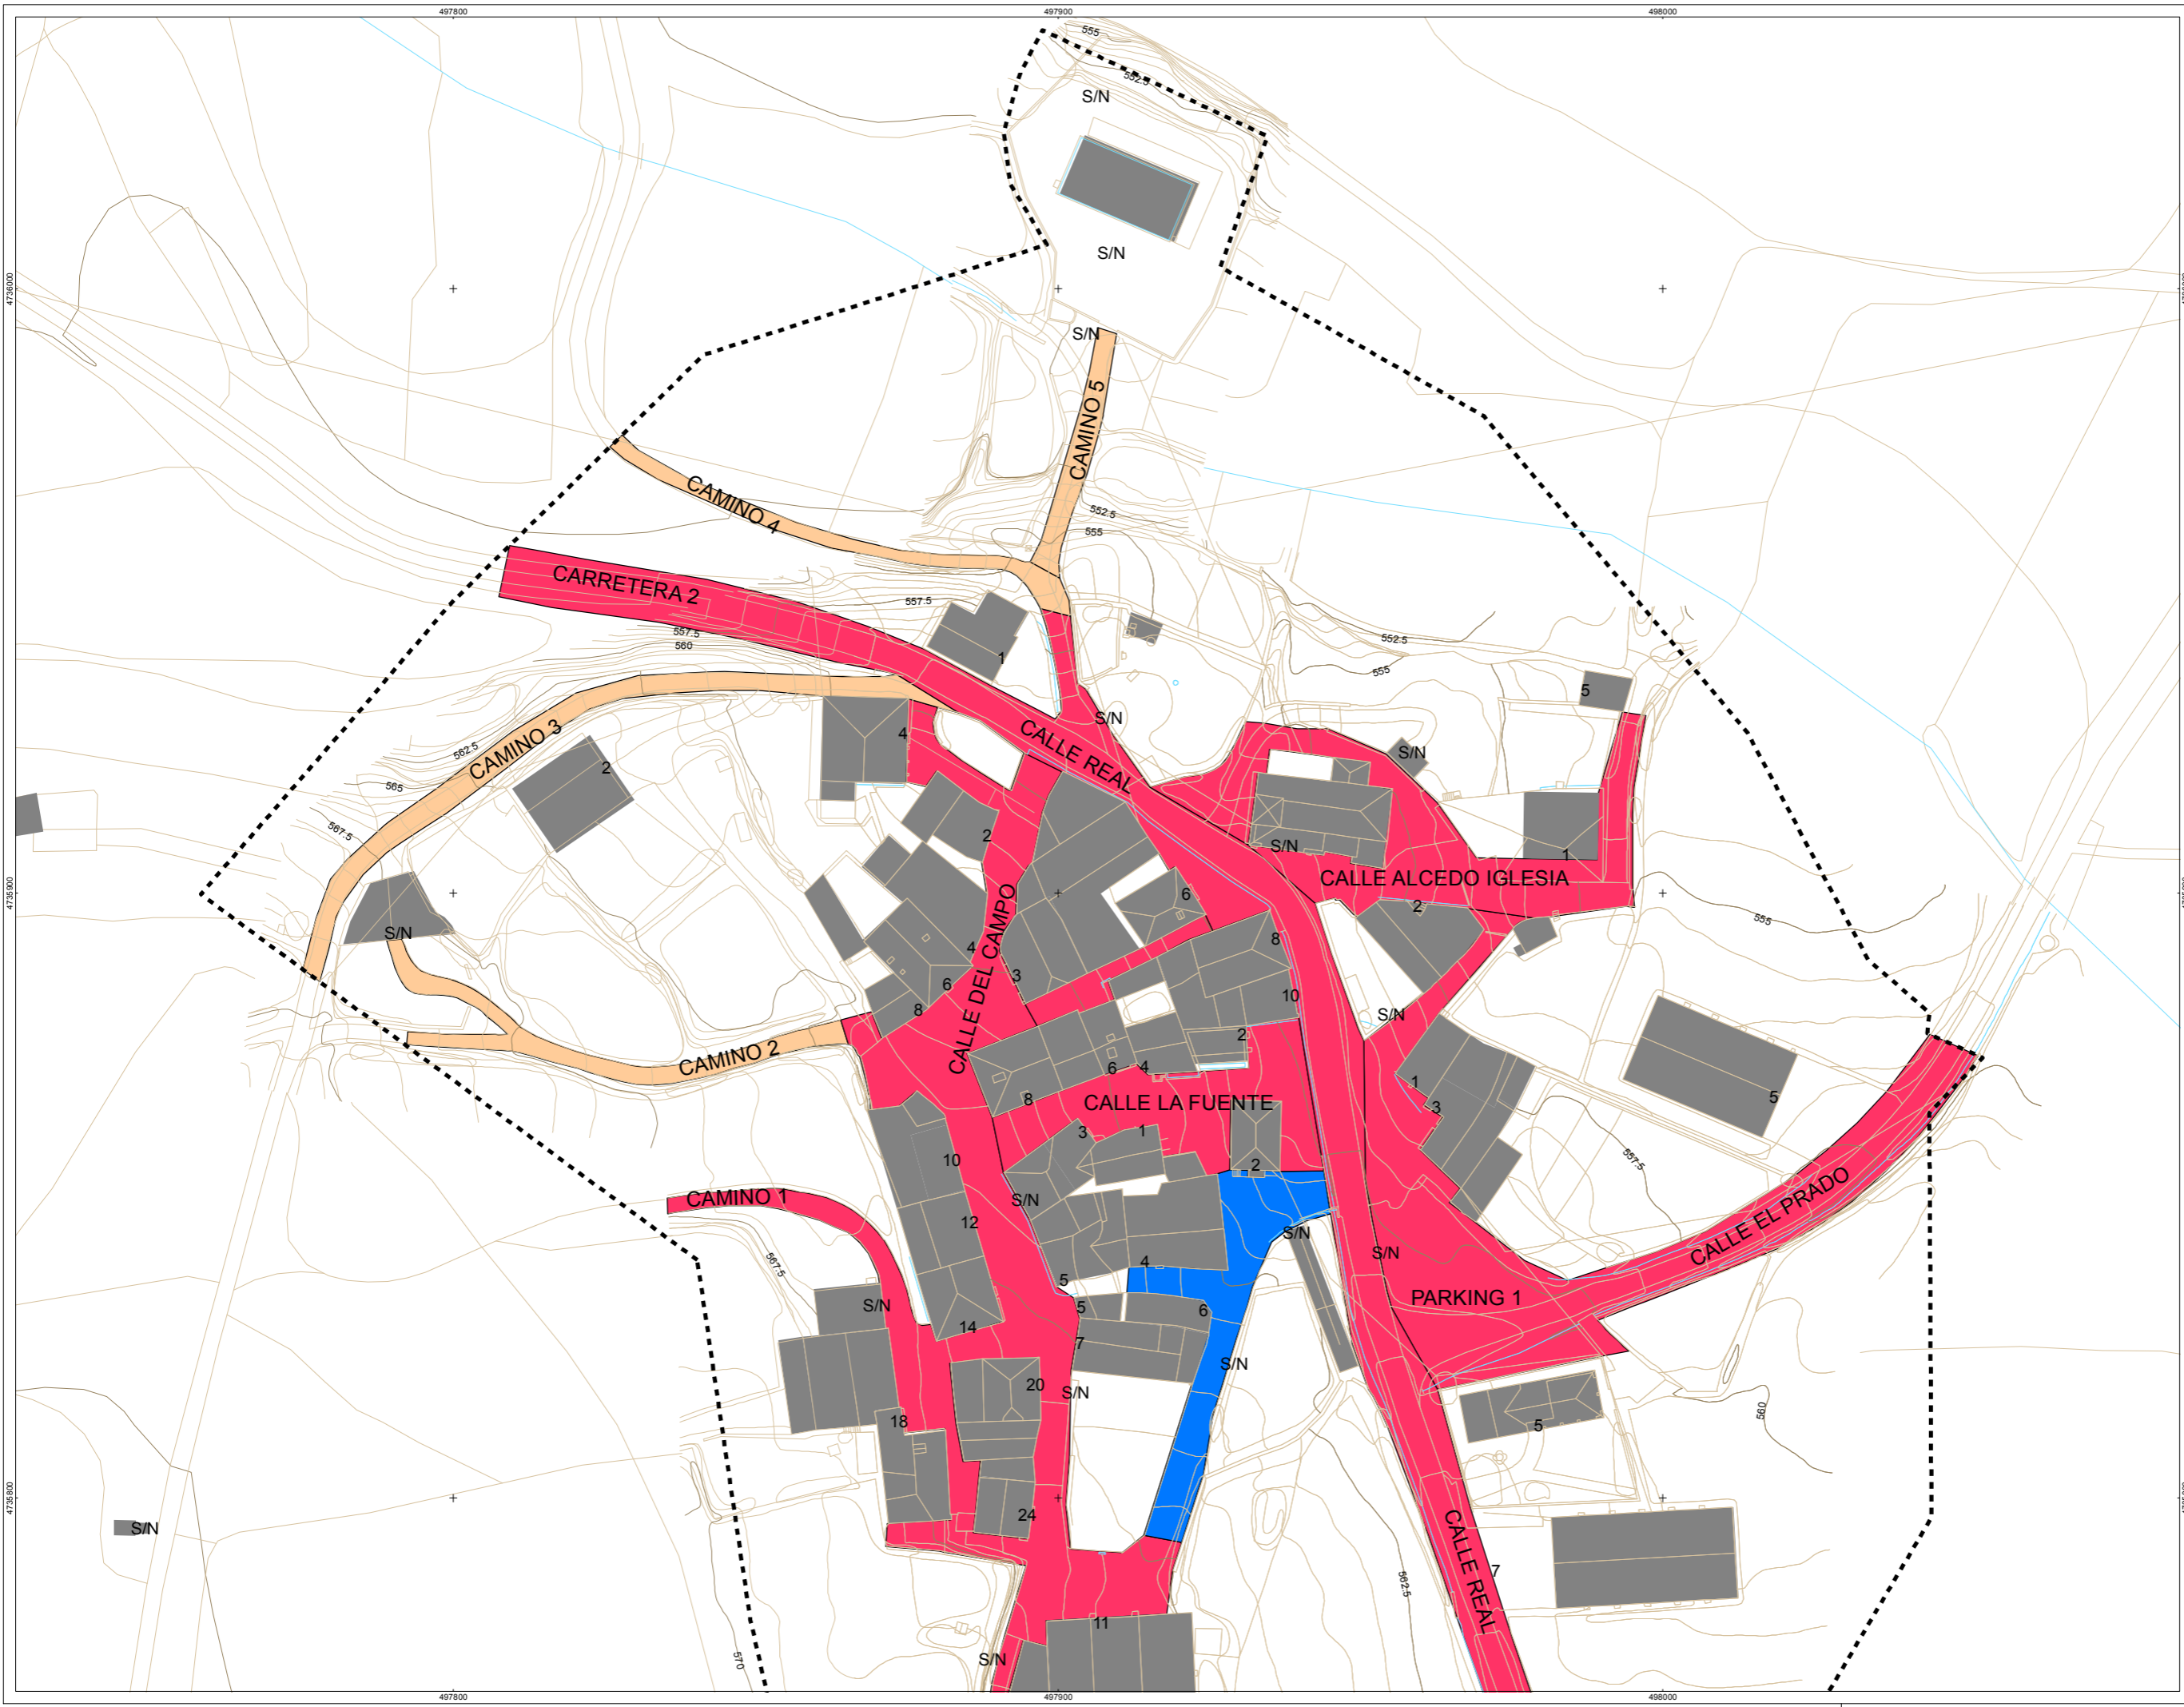 497800
497900
498000
555
552.5
S/N
S/N
4736000
S/N
CAMINO 5
CAMINO 4
552.5
555
CARRETERA 2
557.5
557.5
560
1
552.5
555
5
S/N
CALLE REAL
4
CAMINO 3
562.5
2
565
567.5
S/N
2
S/N
1
CALLE ALCEDO IGLESIA
4735900
6
2
555
CALLE DEL CAMPO
S/N
4
3
8
6
8
10
S/N
2
CAMINO 2
6
4
1
5
8
CALLE LA FUENTE
3
3
1
557.5
10
2
CAMINO 1
S/N
12
S/N
S/N
CALLE EL PRADO
567.5
4
5
PARKING 1
S/N
5
6
14
7
S/N
20
S/N
18
5
560
4735800
24
S/N
562.5
CALLE REAL
7
11
S/N
570
497800
497900
498000